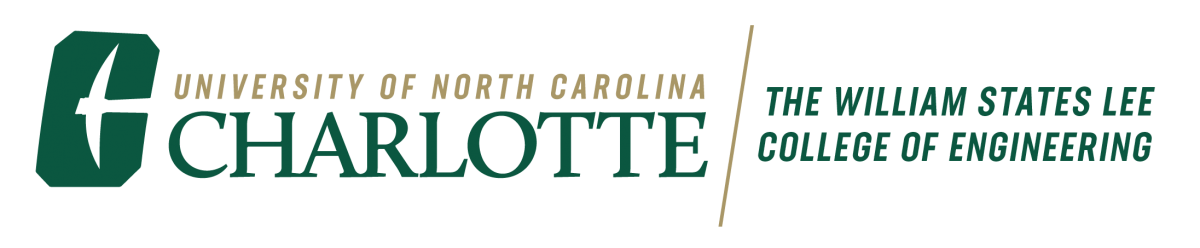 UNIVERSITY OF NORTH CAROLINA
CHARLOTTE
THE WILLIAM STATES LEE
COLLEGE OF ENGINEERING